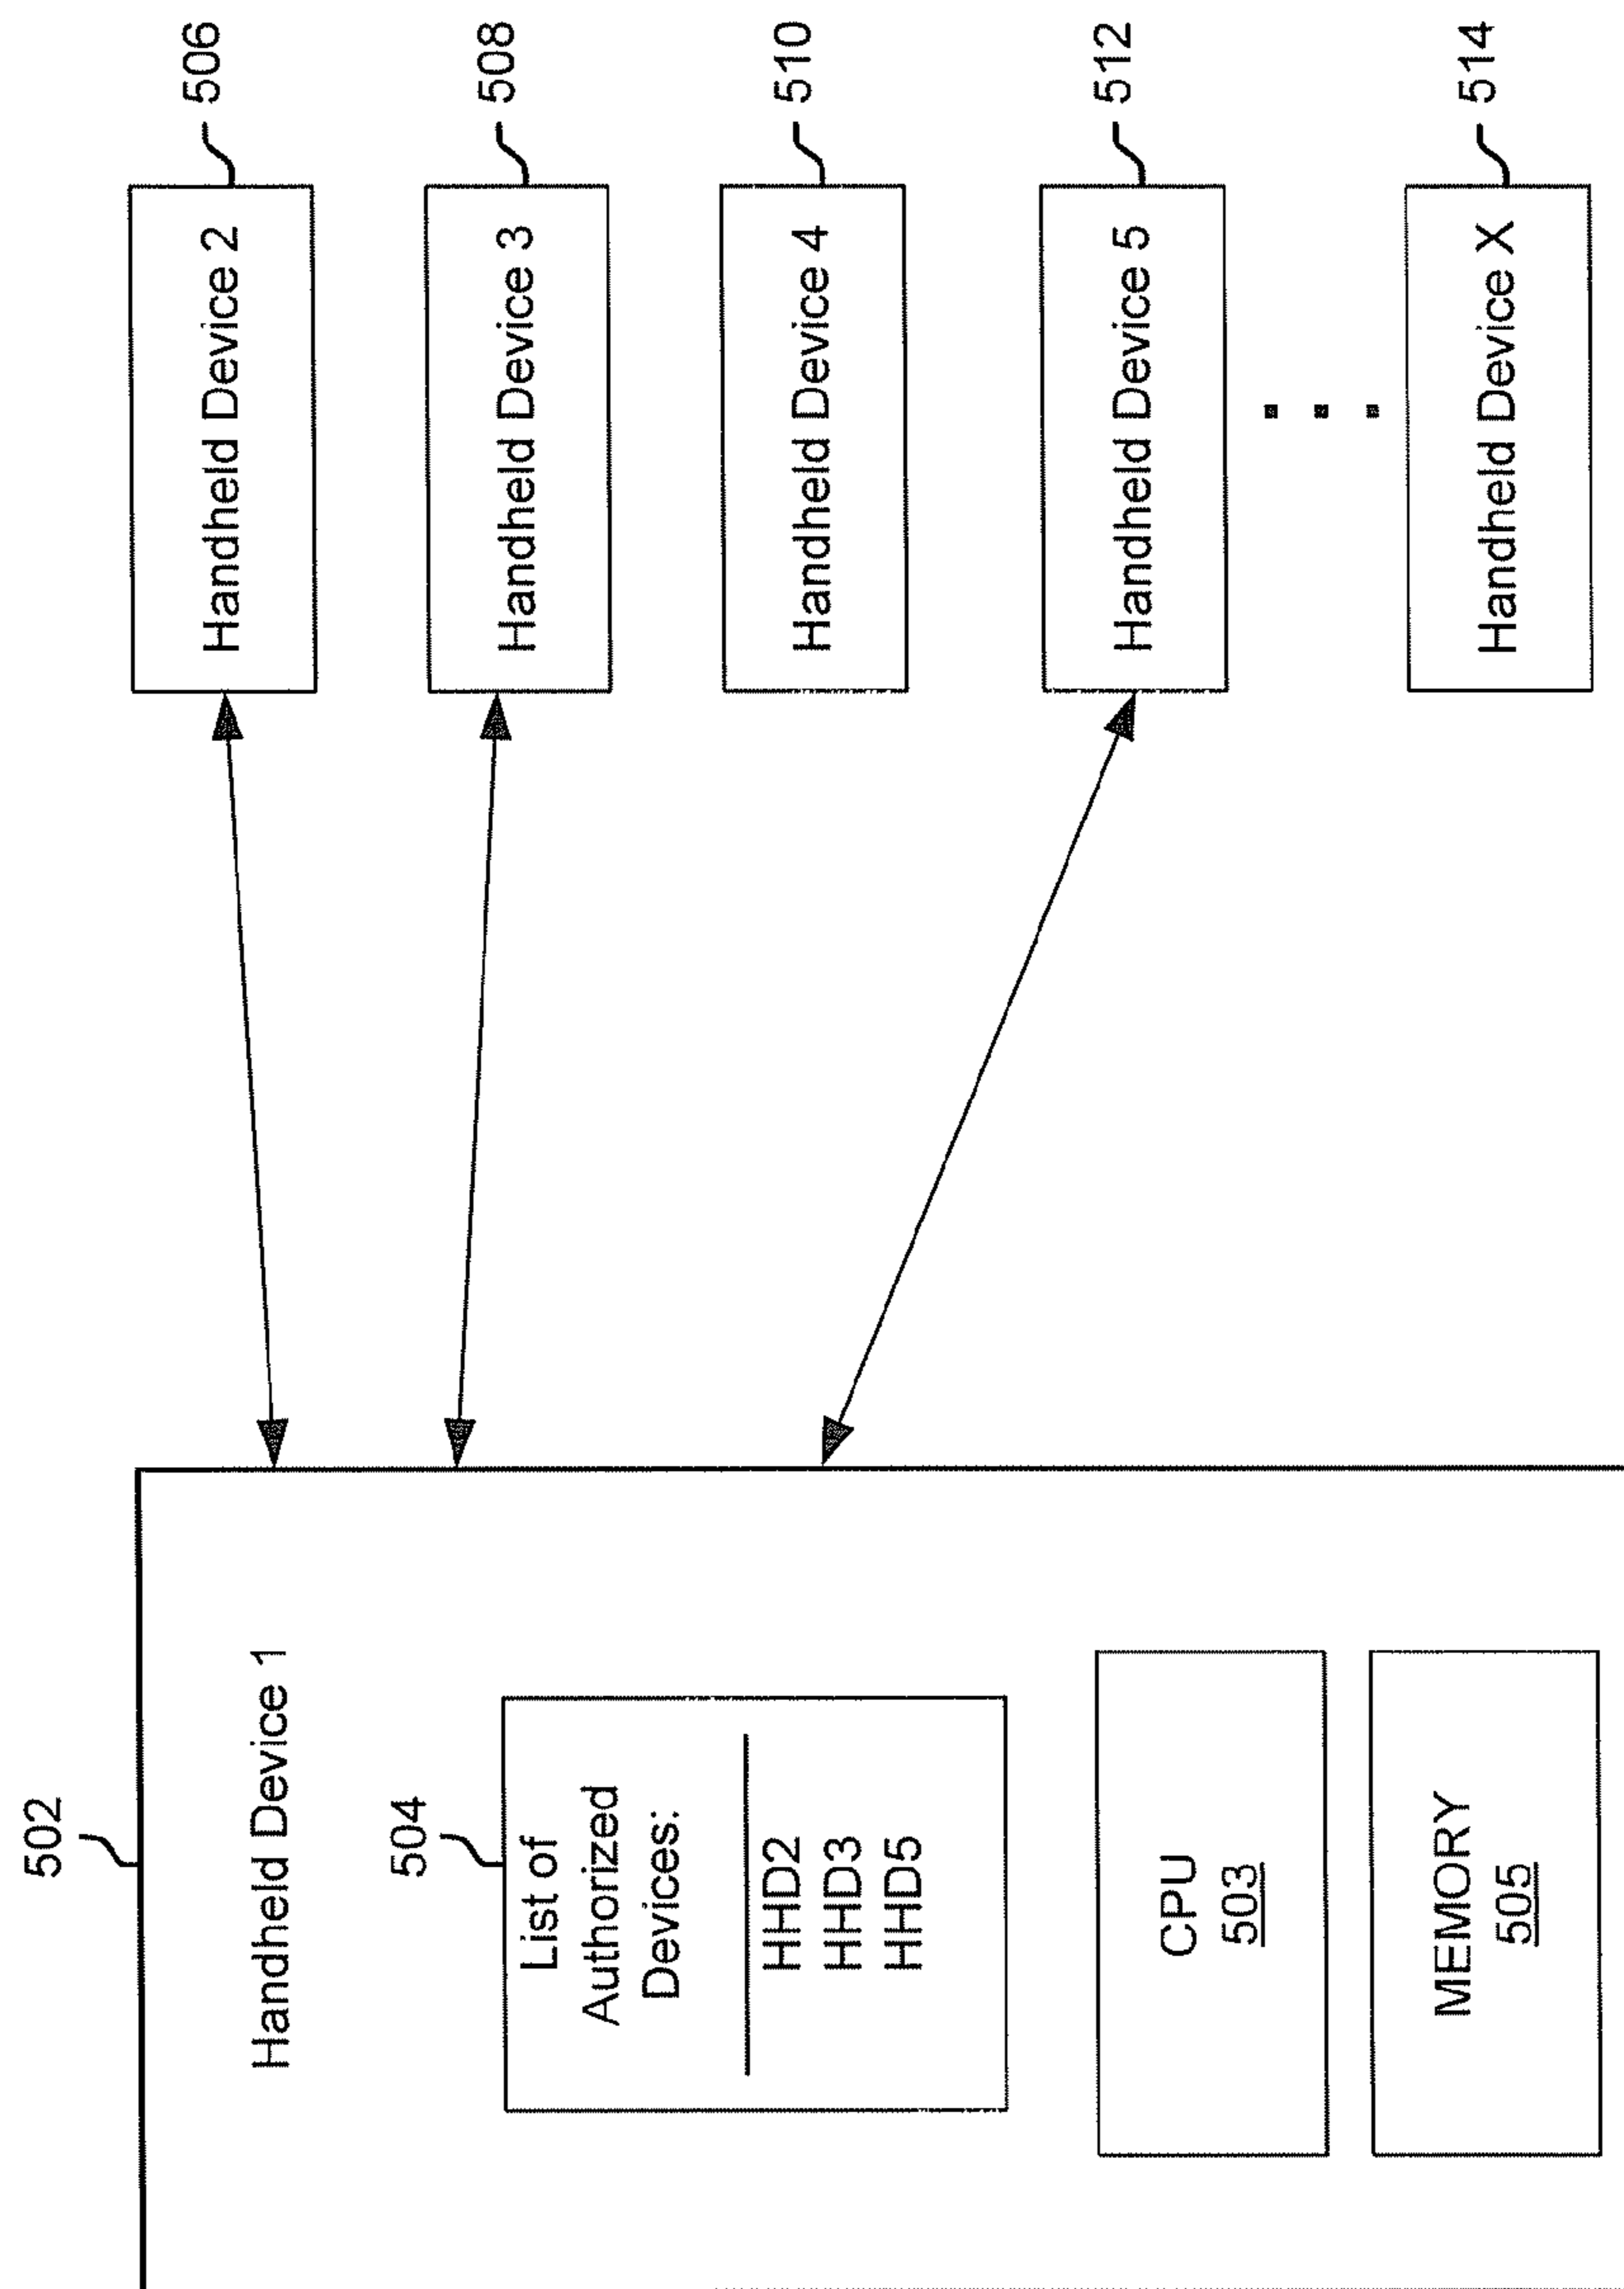 502
Handheld Device 1
504
List of
Authorized
Devices:
HHD2
HHD3
HHD5
CPU
503
MEMORY
505
Handheld Device 2
506
Handheld Device 3
508
Handheld Device 4
510
Handheld Device 5
512
Handheld Device X
514